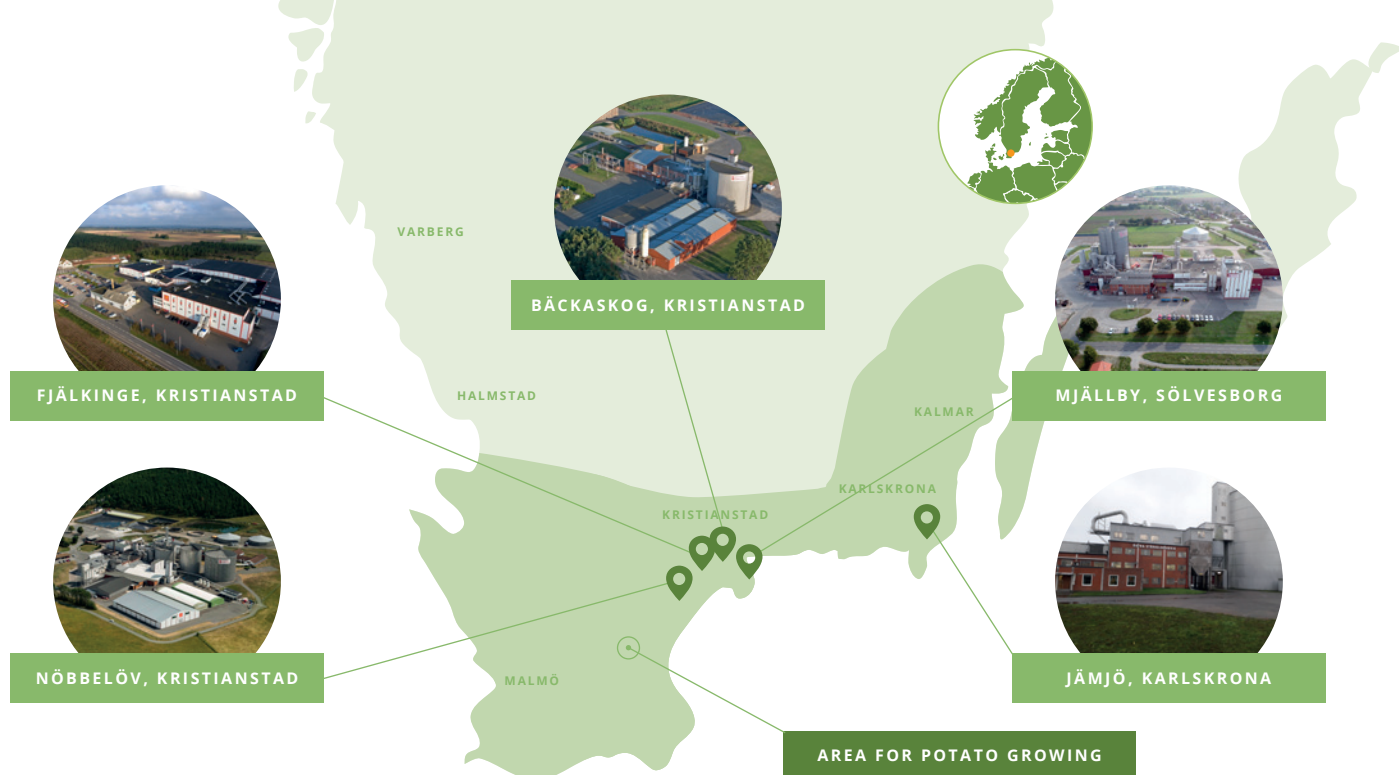 VARBERG
BÄCKASKOG, KRISTIANSTAD
FJÄLKINGE, KRISTIANSTAD
HALMSTAD
MJÄLLBY, SÖLVESBORG
KALMAR
KARLSKRONA
KRISTIANSTAD
NÖBBELÖV, KRISTIANSTAD
MALMÖ
JÄMJÖ, KARLSKRONA
AREA FOR POTATO GROWING